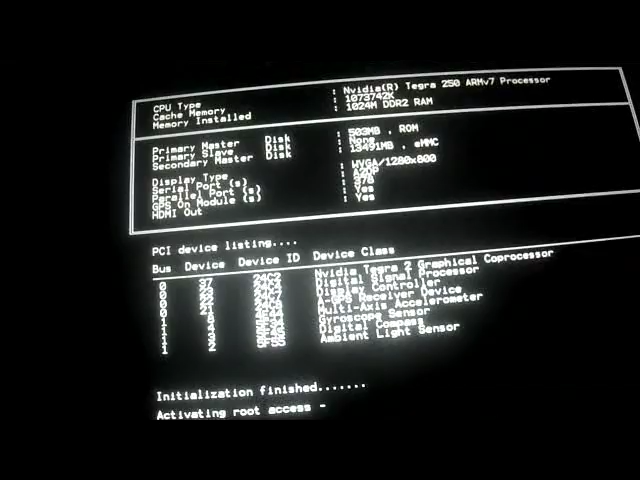 CPU Type : Nvidia(R) Tegra 250 ARMv7 Processor
Cache Memory : 1073742K
Memory Installed : 1024M DDR2 RAM
Primary Master Disk : 503MB , ROM
Primary Slave Disk : None
Secondary Master Disk : 13491MB , eMMC
Display Type : WVGA/1280x800
Serial Port(s) : A2DP
Parallel Port(s) : 378
GPS On Module(s) : Yes
HDMI Out : Yes
PCI device listing....
Bus Device Device ID Device Class
0 37 24C2 Nvidia Tegra 2 Graphical Coprocessor
0 Digital Signal Processor
0 Display Controller
0 A-GPS Receiver Device
0 21 Multi-Axis Accelerometer
1 Gyroscope Sensor
1 Digital Compass
1 2 Ambient Light Sensor
Initialization finished.......
Activating root access -